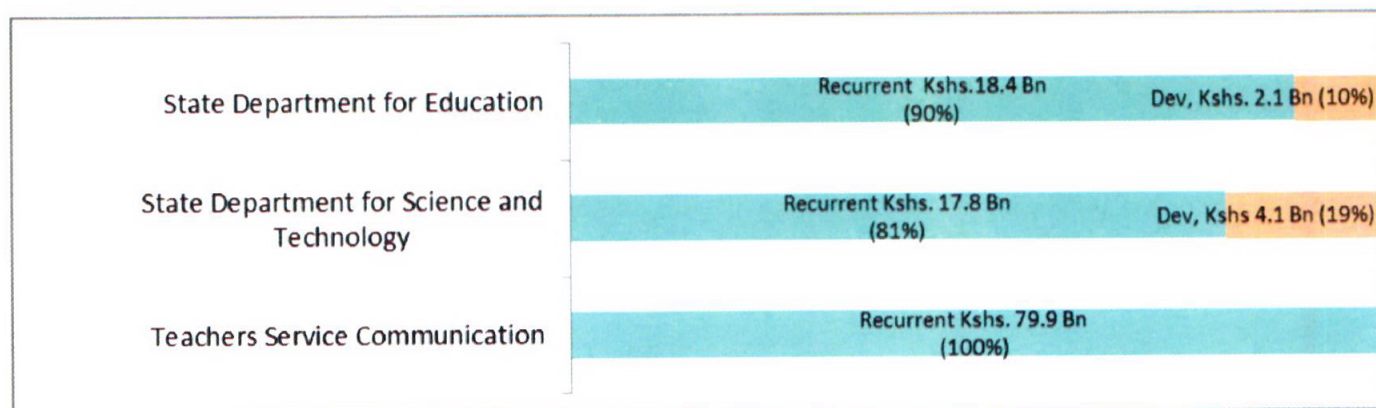 State Department for Education
Recurrent Kshs.18.4 Bn
(90%)
Dev, Kshs. 2.1 Bn (10%)
State Department for Science and
Technology
Recurrent Kshs. 17.8 Bn
(81%)
Dev, Kshs 4.1 Bn (19%)
Teachers Service Communication
Recurrent Kshs. 79.9 Bn
(100%)